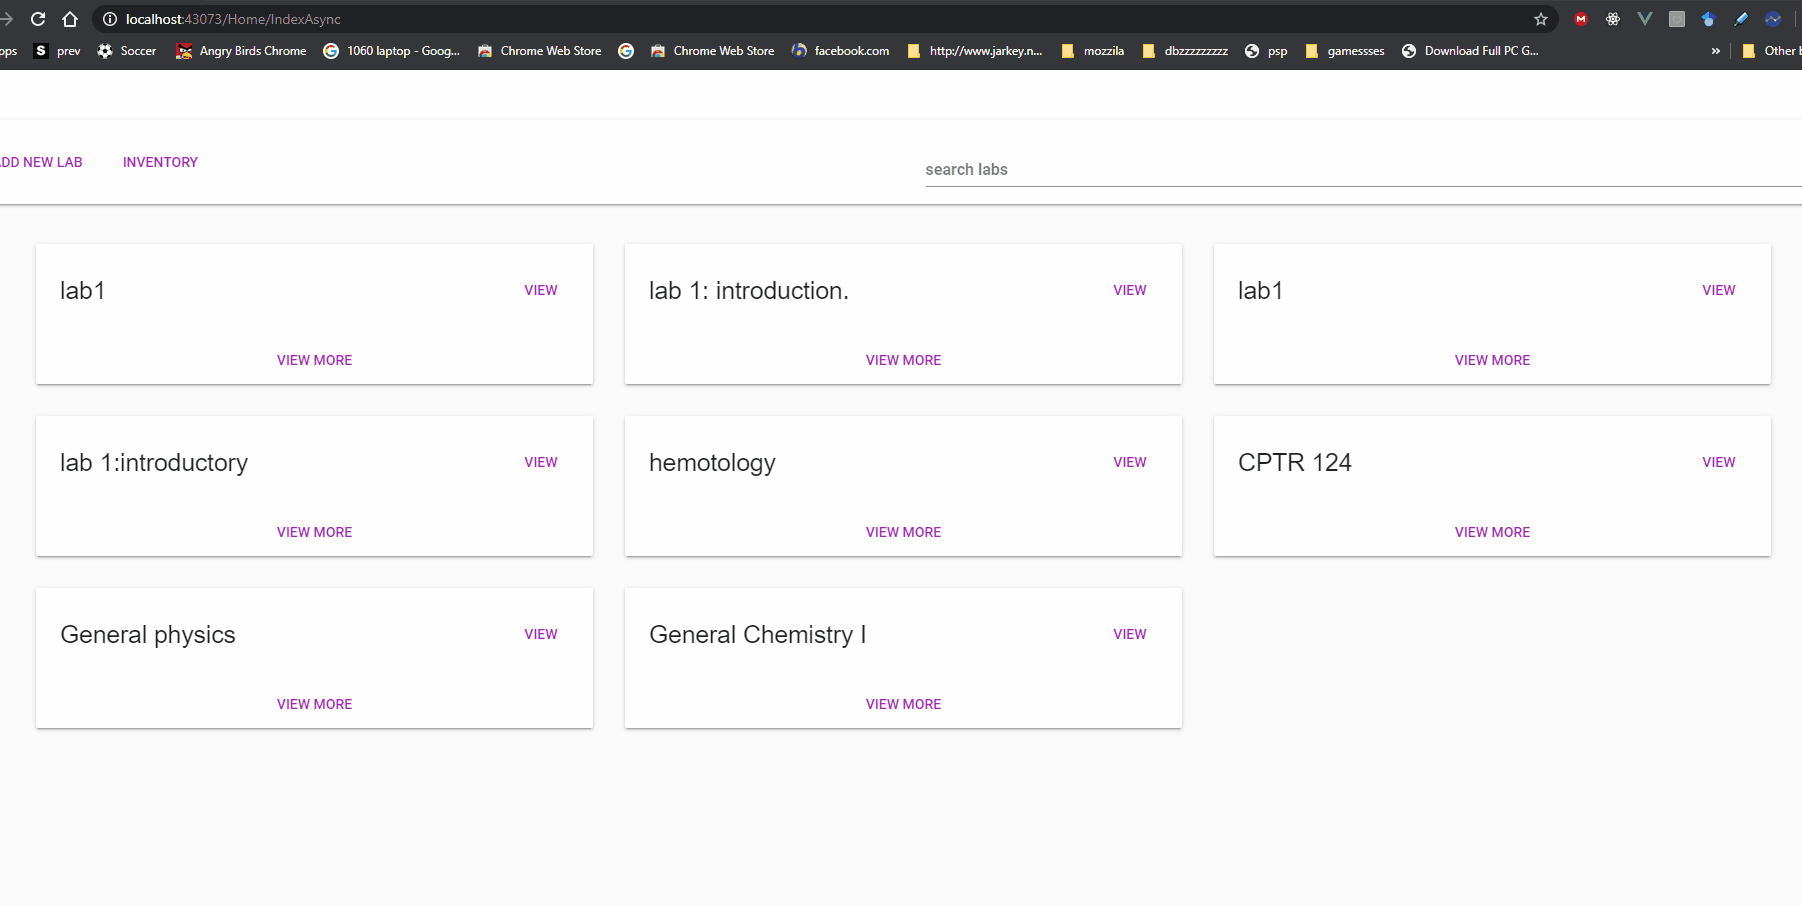 localhost:43073/Home/IndexAsync
pps prev Soccer Angry Birds Chrome 1060 laptop - Goog... Chrome Web Store Chrome Web Store facebook.com http://www.jarkey.n... mozzila dbzzzzzzzzz psp gamessses Download Full PC G... » Other b
ADD NEW LAB INVENTORY search labs
lab1 VIEW lab 1: introduction. VIEW lab1 VIEW
VIEW MORE VIEW MORE VIEW MORE
lab 1:introductory VIEW hemotology VIEW CPTR 124 VIEW
VIEW MORE VIEW MORE VIEW MORE
General physics VIEW General Chemistry I VIEW
VIEW MORE VIEW MORE